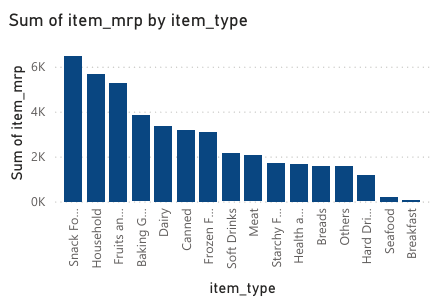 Sum of item_mrp by item_type
Sum of item_mrp
6K
4K
2K
0K
Snack Fo...
Household
Fruits an...
Baking G...
Dairy
Canned
Frozen F...
Soft Drinks
Meat
Starchy F...
Health a...
Breads
Others
Hard Dri...
Seafood
Breakfast
item_type